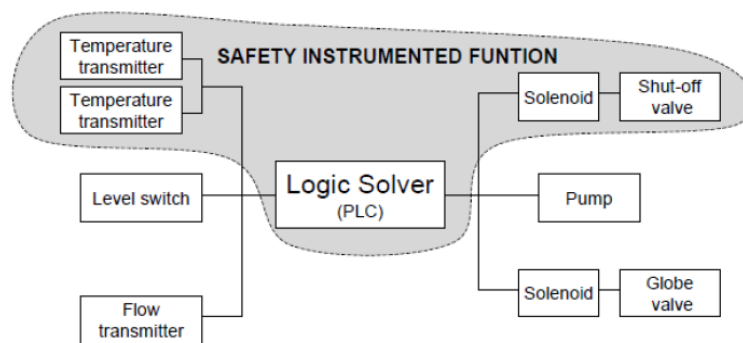 SAFETY INSTRUMENTED FUNTION
Temperature
transmitter
Temperature
transmitter
Solenoid
Shut-off
valve
Level switch
Logic Solver
(PLC)
Pump
Flow
transmitter
Solenoid
Globe
valve